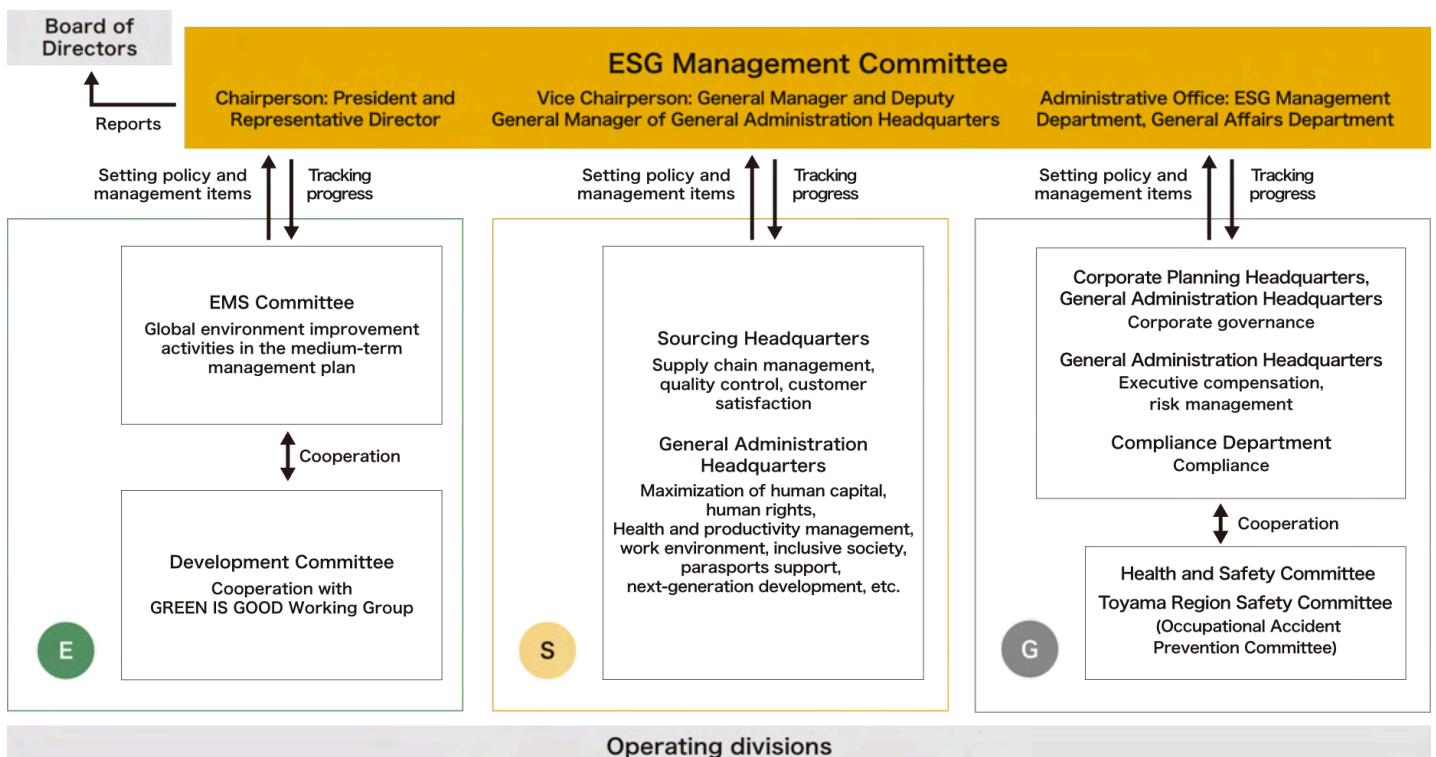 Board of
Directors
Reports
ESG Management Committee
Chairperson: President and
Representative Director
Vice Chairperson: General Manager and Deputy
General Manager of General Administration Headquarters
Administrative Office: ESG Management
Department, General Affairs Department
Setting policy and
management items
Tracking
progress
Setting policy and
management items
Tracking
progress
Setting policy and
management items
Tracking
progress
EMS Committee
Global environment improvement
activities in the medium-term
management plan
Cooperation
Development Committee
Cooperation with
GREEN IS GOOD Working Group
E
Sourcing Headquarters
Supply chain management,
quality control, customer
satisfaction
General Administration
Headquarters
Maximization of human capital,
human rights,
Health and productivity management,
work environment, inclusive society,
parasports support,
next-generation development, etc.
S
Corporate Planning Headquarters,
General Administration Headquarters
Corporate governance
General Administration Headquarters
Executive compensation,
risk management
Compliance Department
Compliance
Cooperation
Health and Safety Committee
Toyama Region Safety Committee
(Occupational Accident
Prevention Committee)
G
Operating divisions